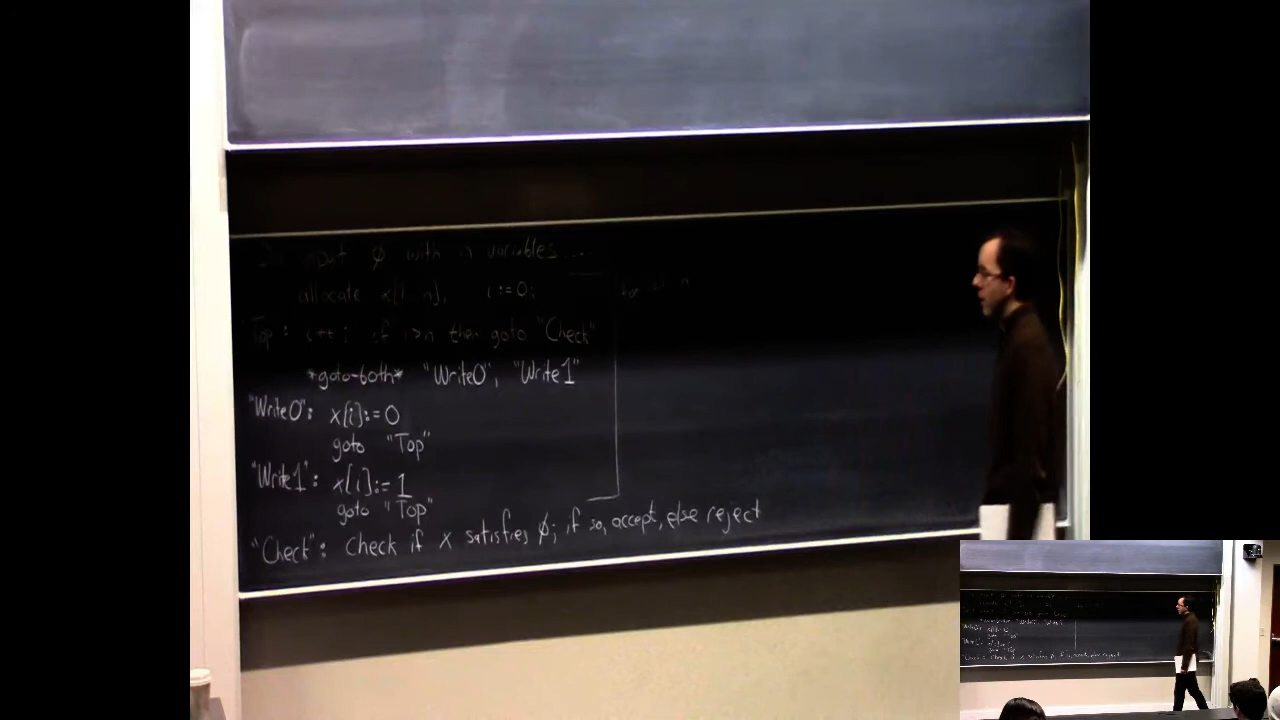 input φ with n variables...
allocate x[1..n], i:=0;
Top: i++; if i>n then goto "Check"
*goto-both* "Write0", "Write1"
"Write0": x[i]:=0
goto "Top"
"Write1": x[i]:=1
goto "Top"
"Check": Check if x satisfies φ; if so, accept, else reject